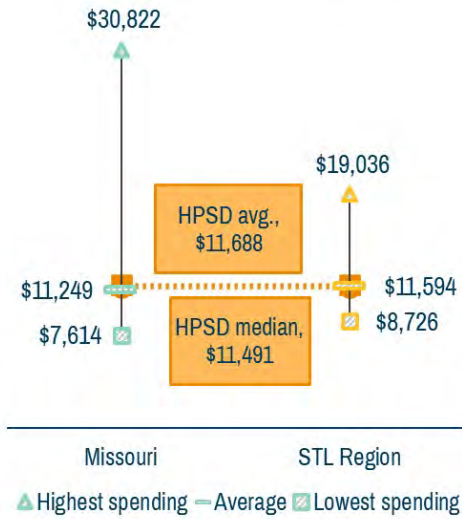 $30,822
$19,036
HPSD avg.,
$11,688
$11,249
$11,594
$7,614
HPSD median,
$11,491
$8,726
Missouri
STL Region
Highest spending
Average
Lowest spending